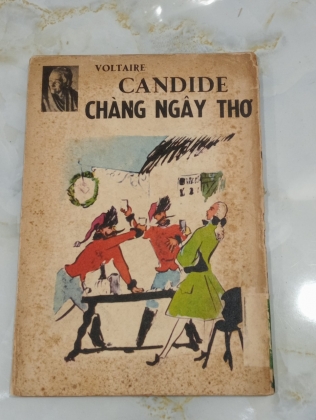 VOLTAIRE
CANDIDE
CHÀNG NGÂY THƠ